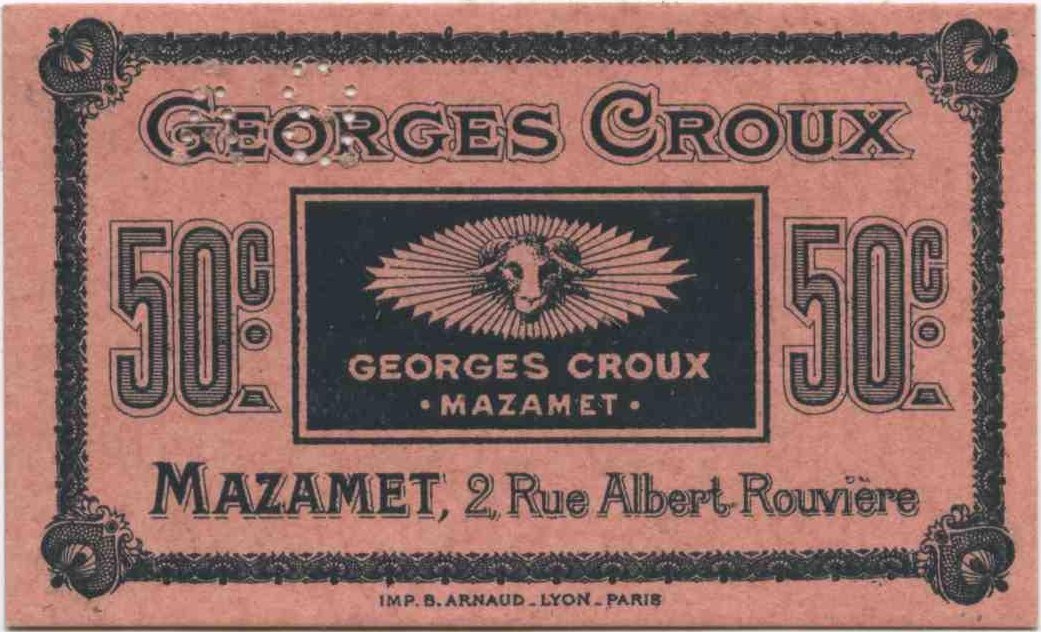 GEORGES CROUX
50C.
50C.
GEORGES CROUX
• MAZAMET •
MAZAMET, 2, Rue Albert-Rouvière
IMP. B. ARNAUD _ LYON _ PARIS